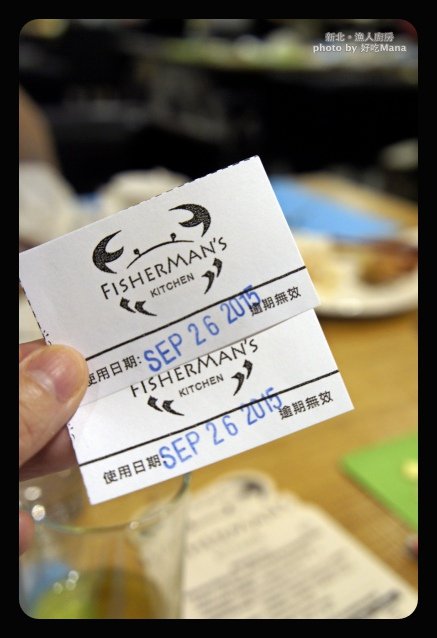 新北。漁人廚房
photo by 好吃Mana
FISHERMAN'S
KITCHEN
使用日期: SEP 26 2015 逾期無效
FISHERMAN'S
KITCHEN
使用日期 SEP 26 2015 逾期無效